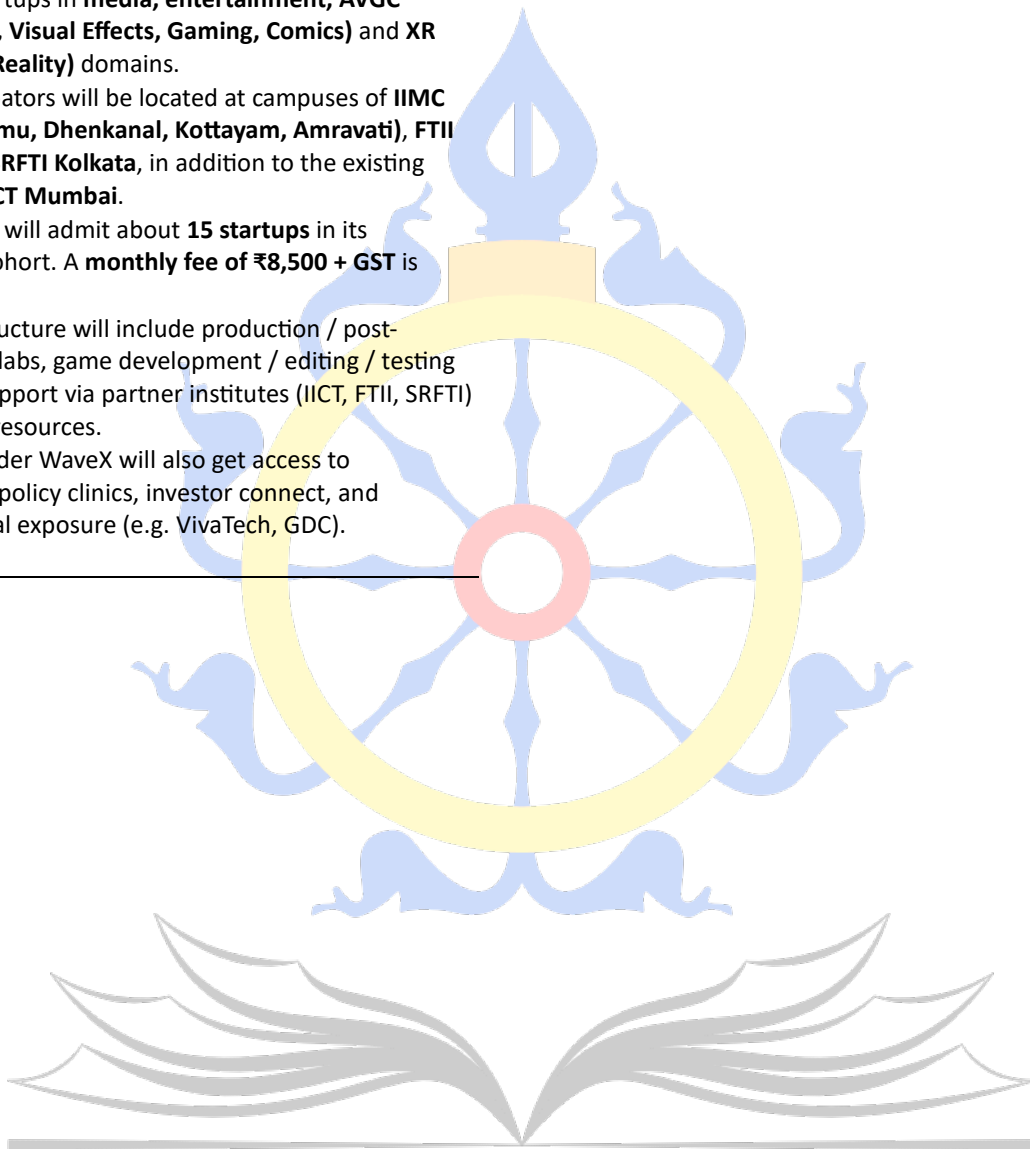 tups in media, entertainment, AVGC
, Visual Effects, Gaming, Comics) and XR
Reality) domains.
ators will be located at campuses of IIMC
mu, Dhenkanal, Kottayam, Amravati), FTII
RFTI Kolkata, in addition to the existing
CT Mumbai.
will admit about 15 startups in its
ohort. A monthly fee of ₹8,500 + GST is
ucture will include production / post-
labs, game development / editing / testing
pport via partner institutes (IICT, FTII, SRFTI)
resources.
der WaveX will also get access to
policy clinics, investor connect, and
al exposure (e.g. VivaTech, GDC).